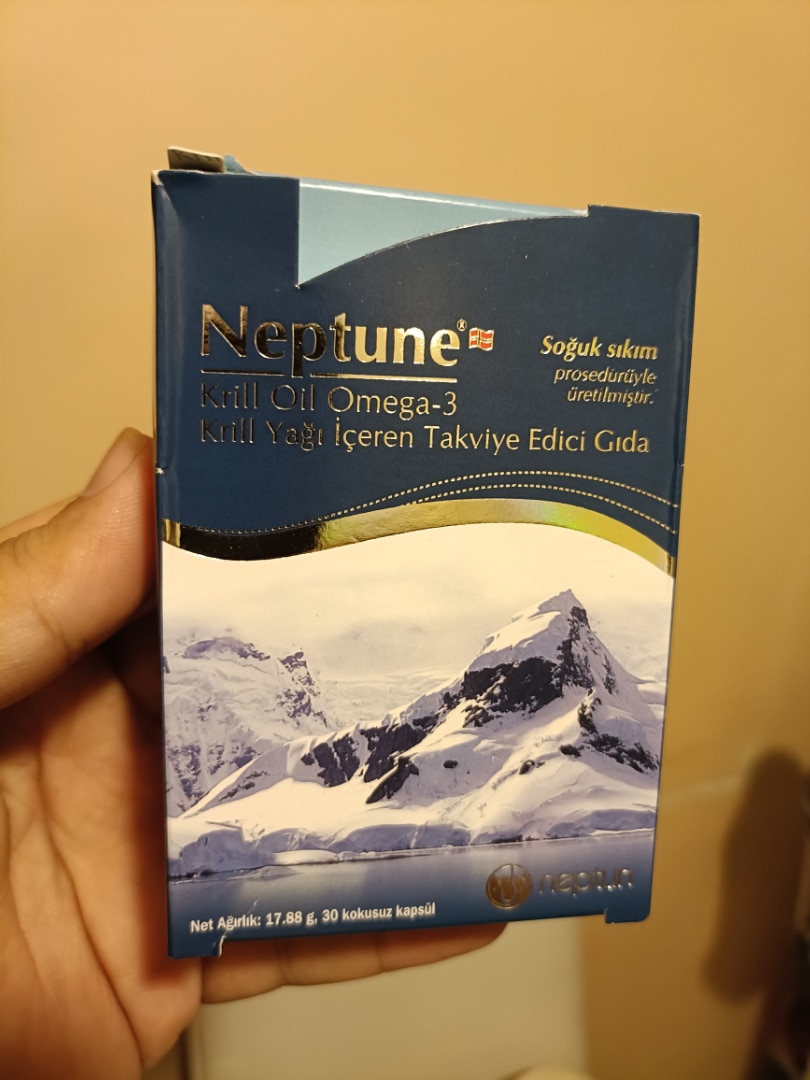 Neptune®
Soğuk sıkım
prosedürüyle
üretilmiştir.
Krill Oil Omega-3
Krill Yağı İçeren Takviye Edici Gıda
neptun
Net Ağırlık: 17.88 g, 30 kokusuz kapsül